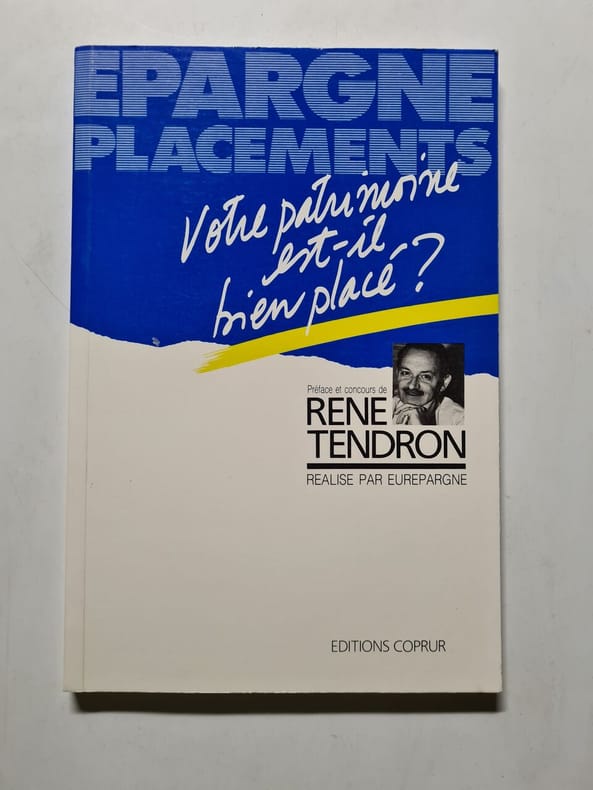 EPARGNE
PLACEMENTS
Votre patrimoine
est-il
bien placé ?
Préface et concours de
RENE
TENDRON
REALISE PAR EUREPARGNE
EDITIONS COPRUR